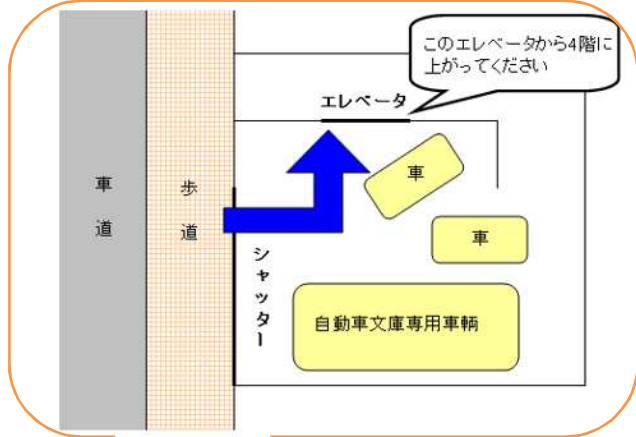 このエレベータから4階に
上がってください
エレベータ
車
車道
歩道
車
シャッター
自動車文庫専用車輌